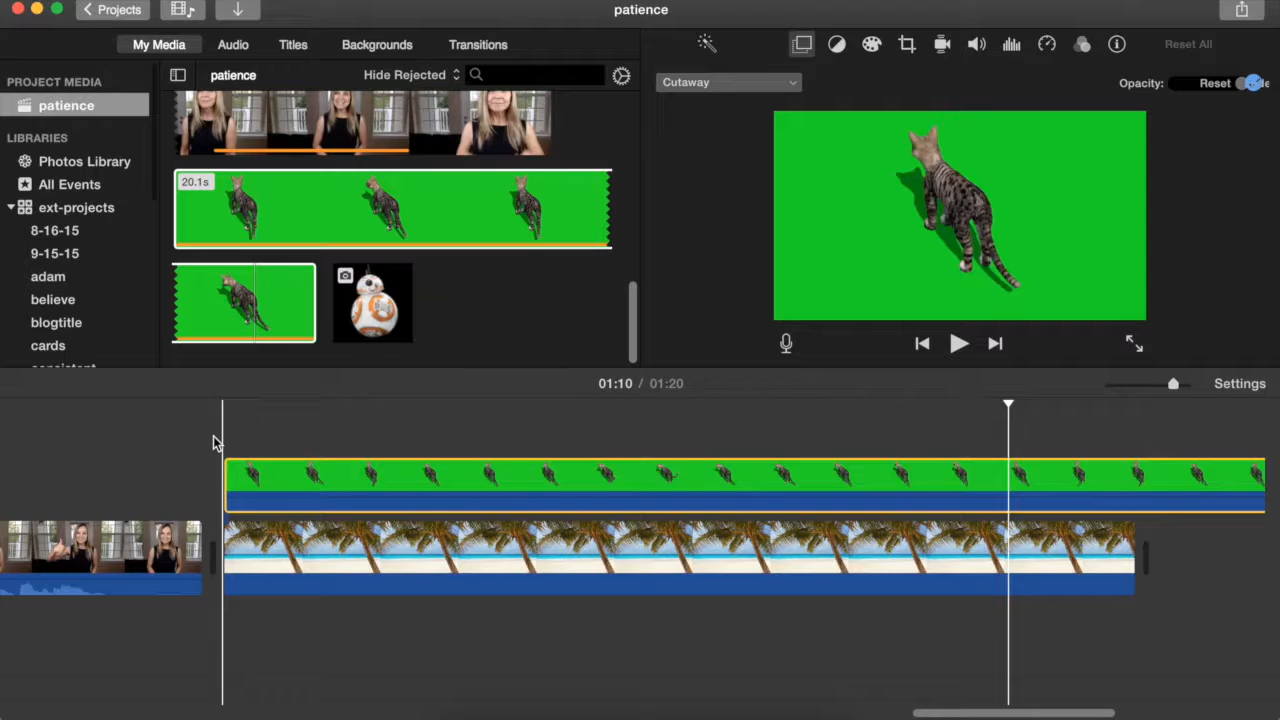 Projects
patience
My Media
Audio
Titles
Backgrounds
Transitions
Reset All
PROJECT MEDIA
patience
LIBRARIES
Photos Library
All Events
ext-projects
8-16-15
9-15-15
adam
believe
blogtitle
cards
patience
Hide Rejected
20.1s
Cutaway
Opacity:
Reset
01:10 / 01:20
Settings